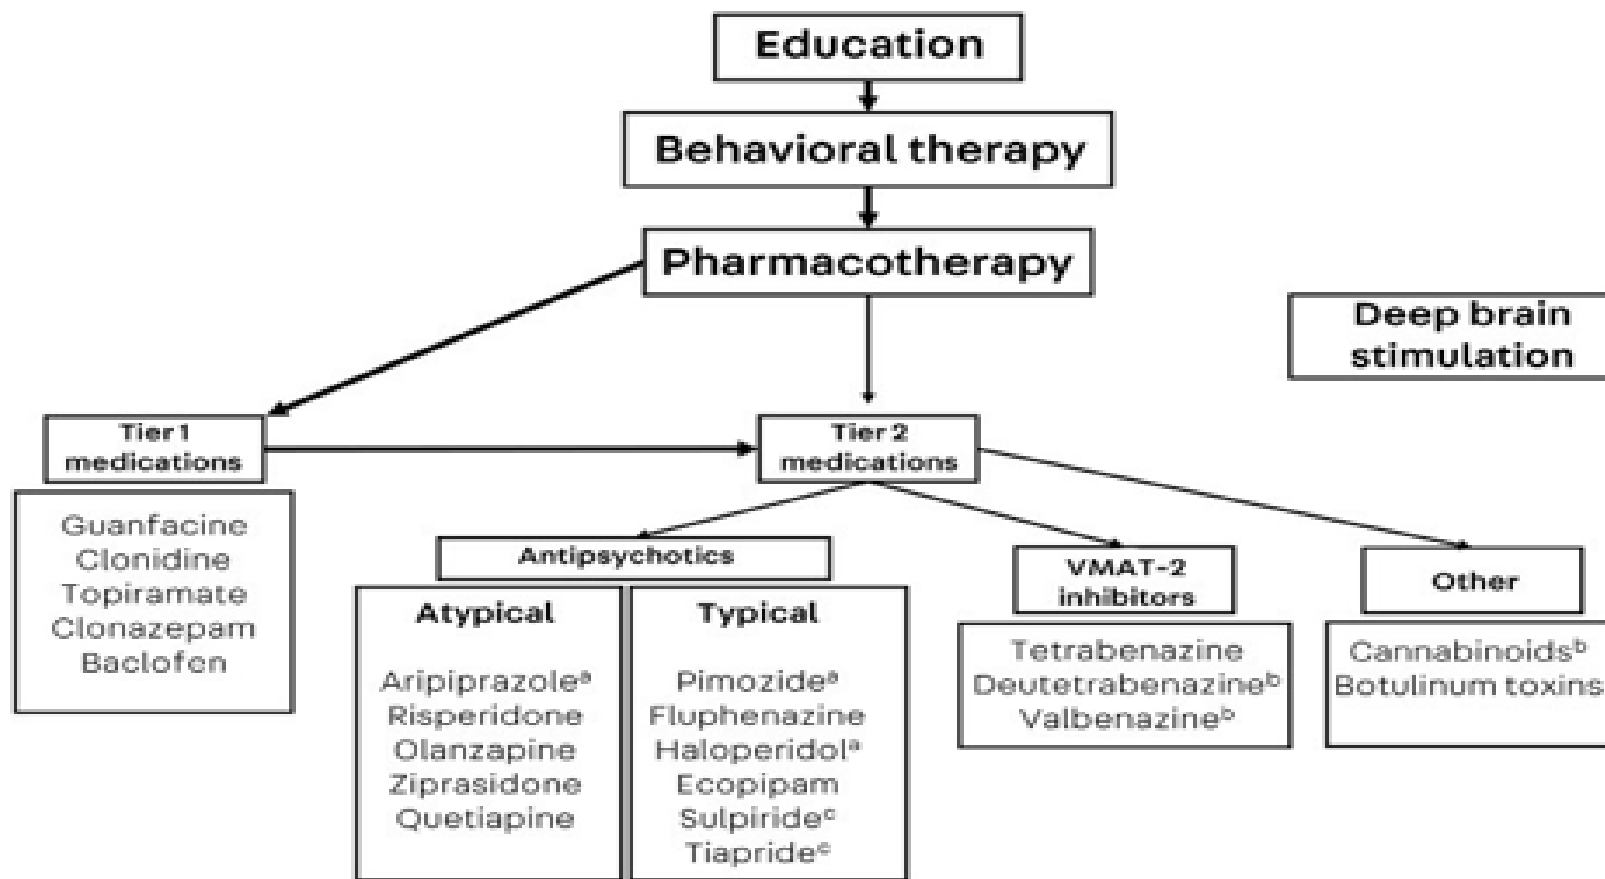 Education
Behavioral therapy
Pharmacotherapy
Deep brain
stimulation
Tier 1
medications
Tier 2
medications
Guanfacine
Clonidine
Topiramate
Clonazepam
Baclofen
Antipsychotics
Atypical
Aripiprazoleᵃ
Risperidone
Olanzapine
Ziprasidone
Quetiapine
Typical
Pimozideᵃ
Fluphenazine
Haloperidolᵃ
Ecopipam
Sulpirideᶜ
Tiaprideᶜ
VMAT-2
inhibitors
Tetrabenazine
Deutetrabenazineᵇ
Valbenazineᵇ
Other
Cannabinoidsᵇ
Botulinum toxins